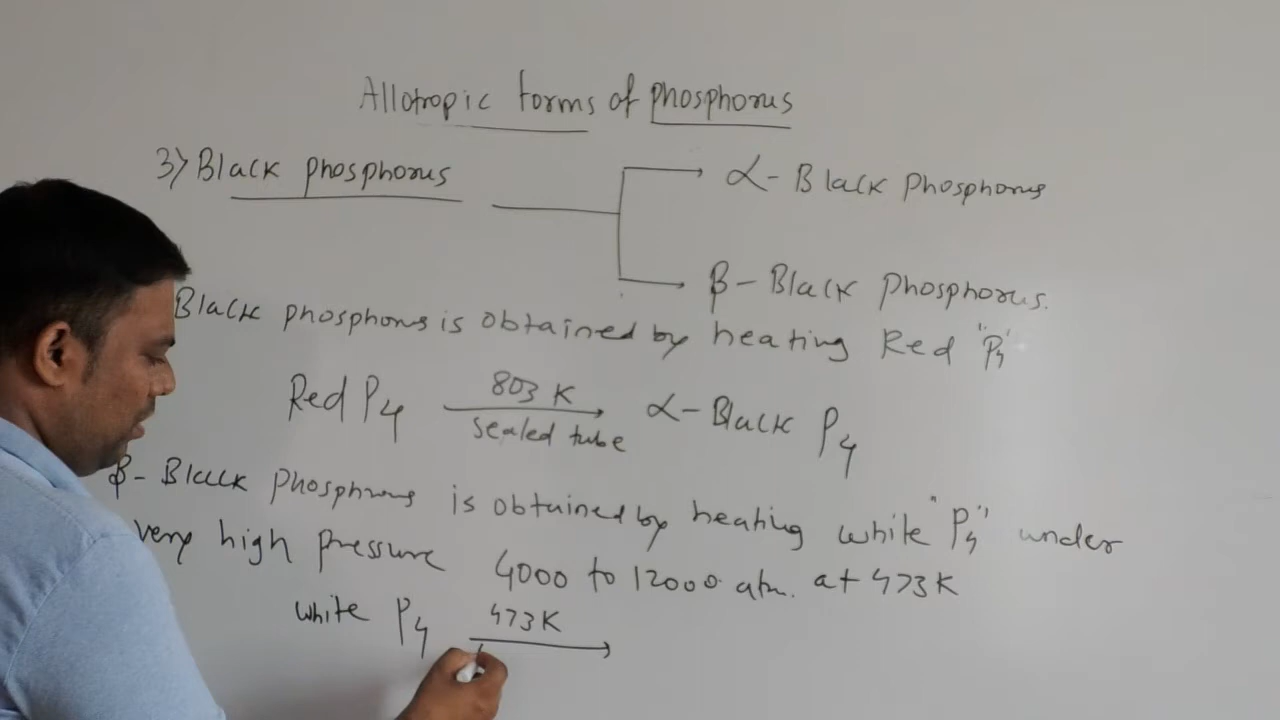 Allotropic forms of phosphorus
3) Black phosphorus
α- Black Phosphorus
β- Black Phosphorus.
Black phosphorus is obtained by heating Red "P4"
Red P4 803 K α-Black P4
sealed tube
β- Black Phosphorus is obtained by heating white "P4" under
very high pressure 4000 to 12000 atm. at 473K
white P4 473K